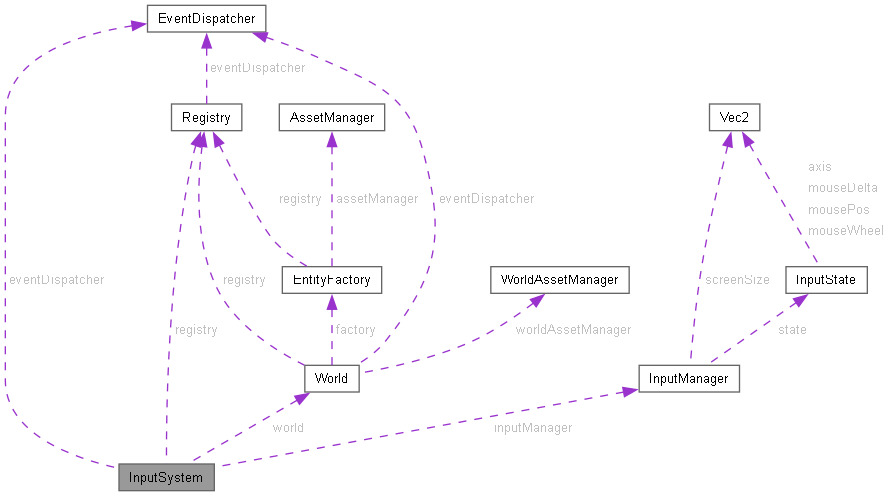 EventDispatcher
eventDispatcher
Registry
AssetManager
Vec2
axis
mouseDelta
mousePos
mouseWheel
registry
assetManager
eventDispatcher
eventDispatcher
registry
EntityFactory
WorldAssetManager
screenSize
InputState
registry
factory
worldAssetManager
state
World
InputManager
world
inputManager
InputSystem